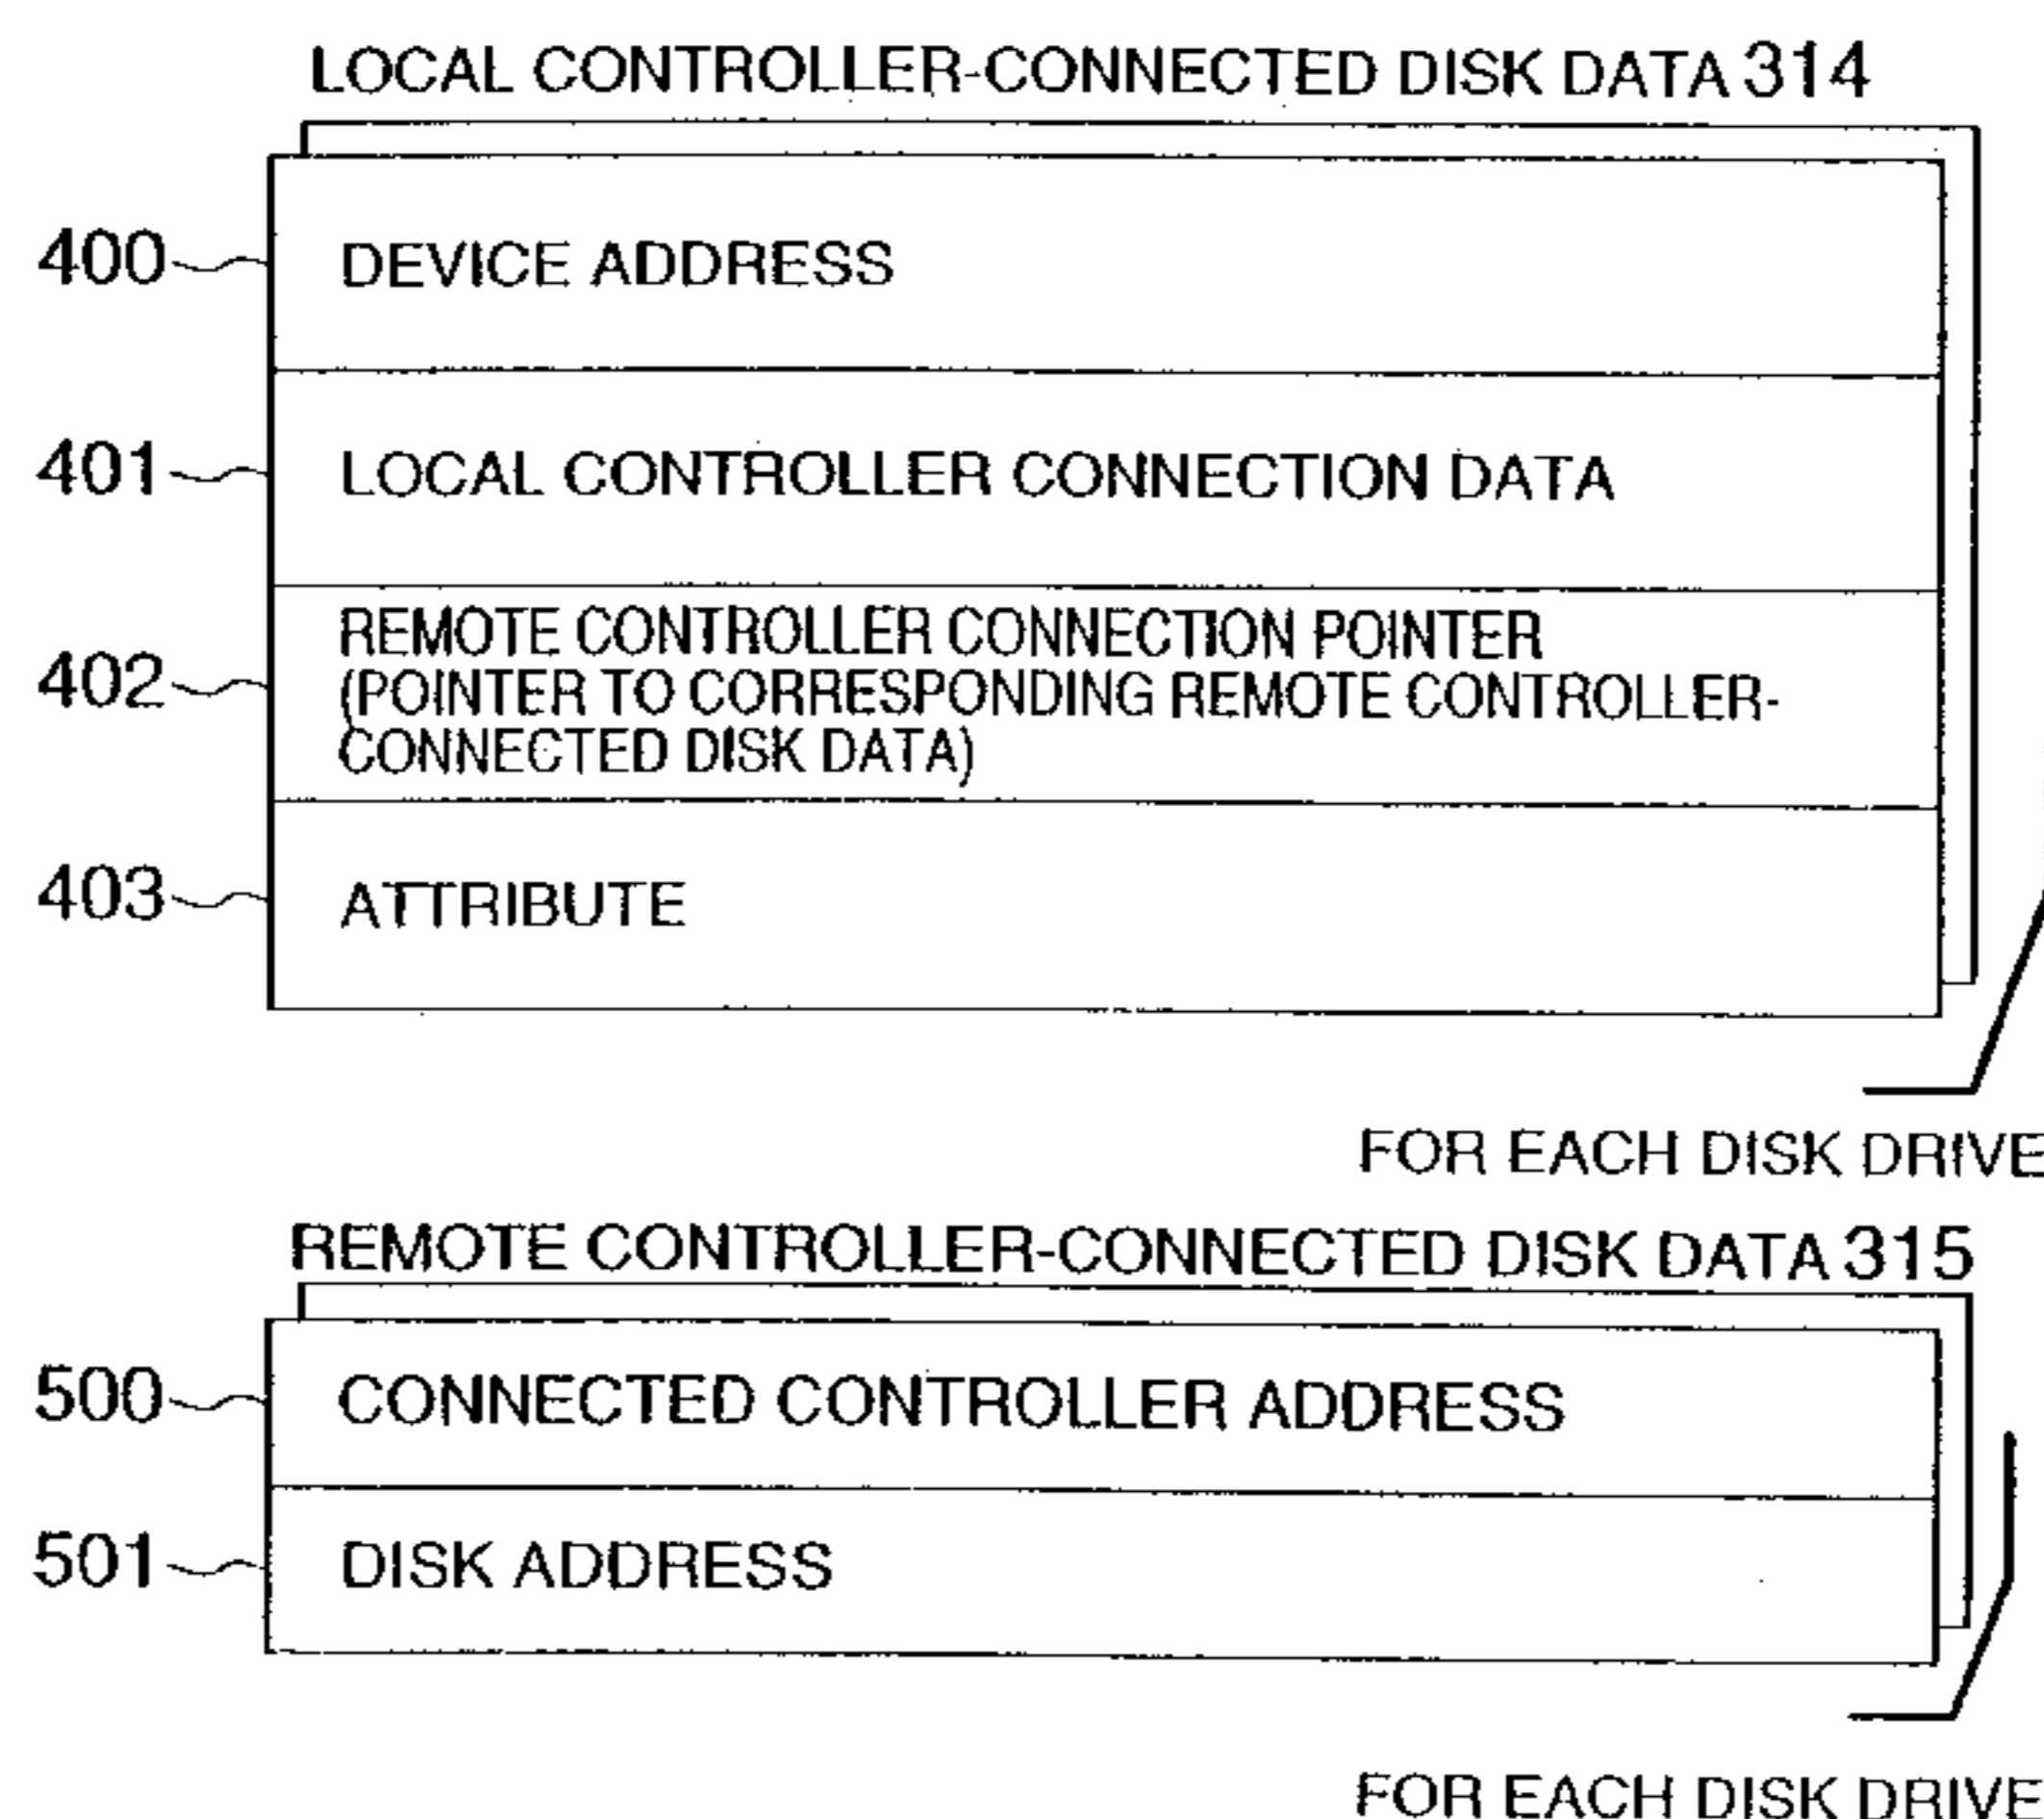 LOCAL CONTROLLER-CONNECTED DISK DATA 314
400 DEVICE ADDRESS
401 LOCAL CONTROLLER CONNECTION DATA
REMOTE CONTROLLER CONNECTION POINTER
402 (POINTER TO CORRESPONDING REMOTE CONTROLLER-
CONNECTED DISK DATA)
403 ATTRIBUTE
FOR EACH DISK DRIVE
REMOTE CONTROLLER-CONNECTED DISK DATA 315
500 CONNECTED CONTROLLER ADDRESS
501 DISK ADDRESS
FOR EACH DISK DRIVE